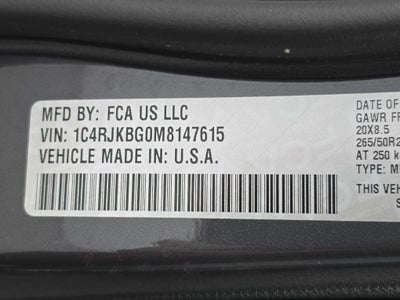 MFD BY: FCA US LLC
VIN: 1C4RJKBG0M8147615
VEHICLE MADE IN: U.S.A.
DATE OF
GAWR FR
20X8.5
265/50R2
AT 250 k
TYPE: M
THIS VEH
S